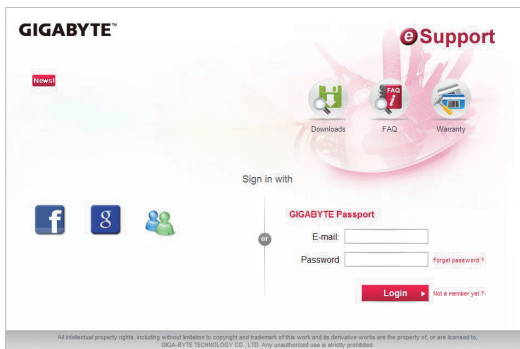 GIGABYTE™
eSupport
News!
FAQ
i
Downloads
FAQ
Warranty
Sign in with
f
g
or
GIGABYTE Passport
E-mail:
Password
Forget password ?
Login
Not a member yet ?
All intellectual property rights, including without limitation to copyright and trademark of this work and its derivative works are the property of, or are licensed to,
GIGA-BYTE TECHNOLOGY CO., LTD. Any unauthorized use is strictly prohibited.